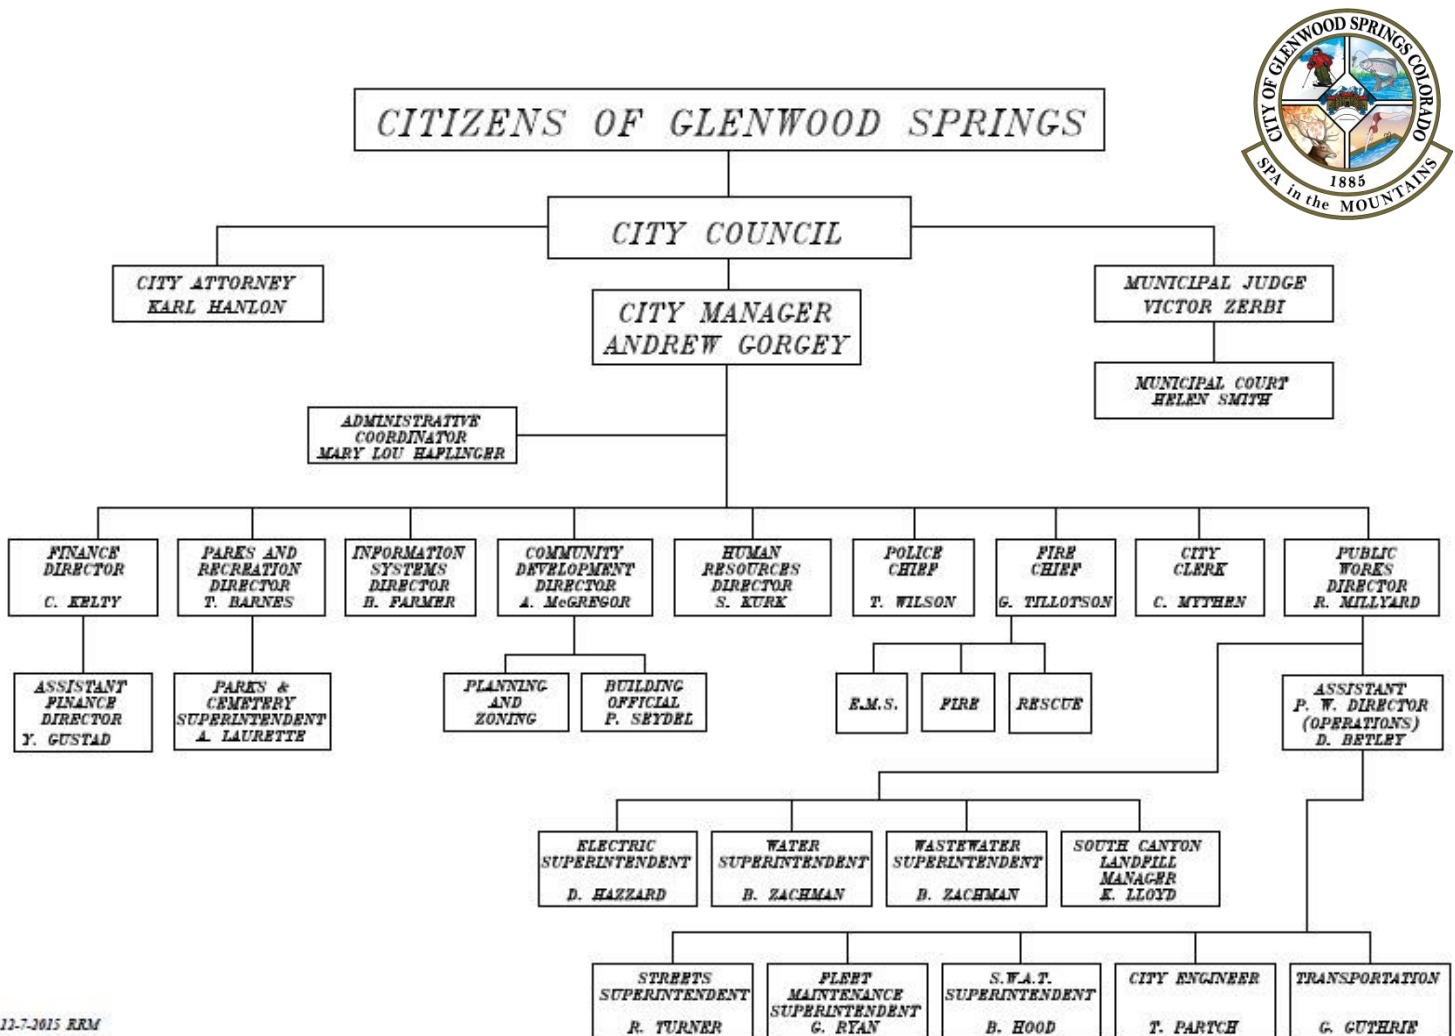 CITY OF GLENWOOD SPRINGS COLORADO
1885
SPA in the MOUNTAINS
CITIZENS OF GLENWOOD SPRINGS
CITY COUNCIL
CITY ATTORNEY
KARL HANLON
CITY MANAGER
ANDREW GORGEY
MUNICIPAL JUDGE
VICTOR ZERBI
MUNICIPAL COURT
HELEN SMITH
ADMINISTRATIVE
COORDINATOR
MARY LOU HAFLINGER
FINANCE
DIRECTOR
C. KELTY
PARKS AND
RECREATION
DIRECTOR
T. BARNES
INFORMATION
SYSTEMS
DIRECTOR
B. FARMER
COMMUNITY
DEVELOPMENT
DIRECTOR
A. McGREGOR
HUMAN
RESOURCES
DIRECTOR
S. KURK
POLICE
CHIEF
T. WILSON
FIRE
CHIEF
G. TILLOTSON
CITY
CLERK
C. MYTHEN
PUBLIC
WORKS
DIRECTOR
R. MILLYARD
ASSISTANT
FINANCE
DIRECTOR
Y. GUSTAD
PARKS &
CEMETERY
SUPERINTENDENT
A. LAURETTE
PLANNING
AND
ZONING
BUILDING
OFFICIAL
P. SEYDEL
E.M.S.
FIRE
RESCUE
ASSISTANT
P. W. DIRECTOR
(OPERATIONS)
D. BETLEY
ELECTRIC
SUPERINTENDENT
D. HAZZARD
WATER
SUPERINTENDENT
B. ZACHMAN
WASTEWATER
SUPERINTENDENT
B. ZACHMAN
SOUTH CANYON
LANDFILL
MANAGER
K. LLOYD
STREETS
SUPERINTENDENT
R. TURNER
FLEET
MAINTENANCE
SUPERINTENDENT
G. RYAN
S.W.A.T.
SUPERINTENDENT
B. HOOD
CITY ENGINEER
T. PARTCH
TRANSPORTATION
G. GUTHRIE
12-7-2015 RRM